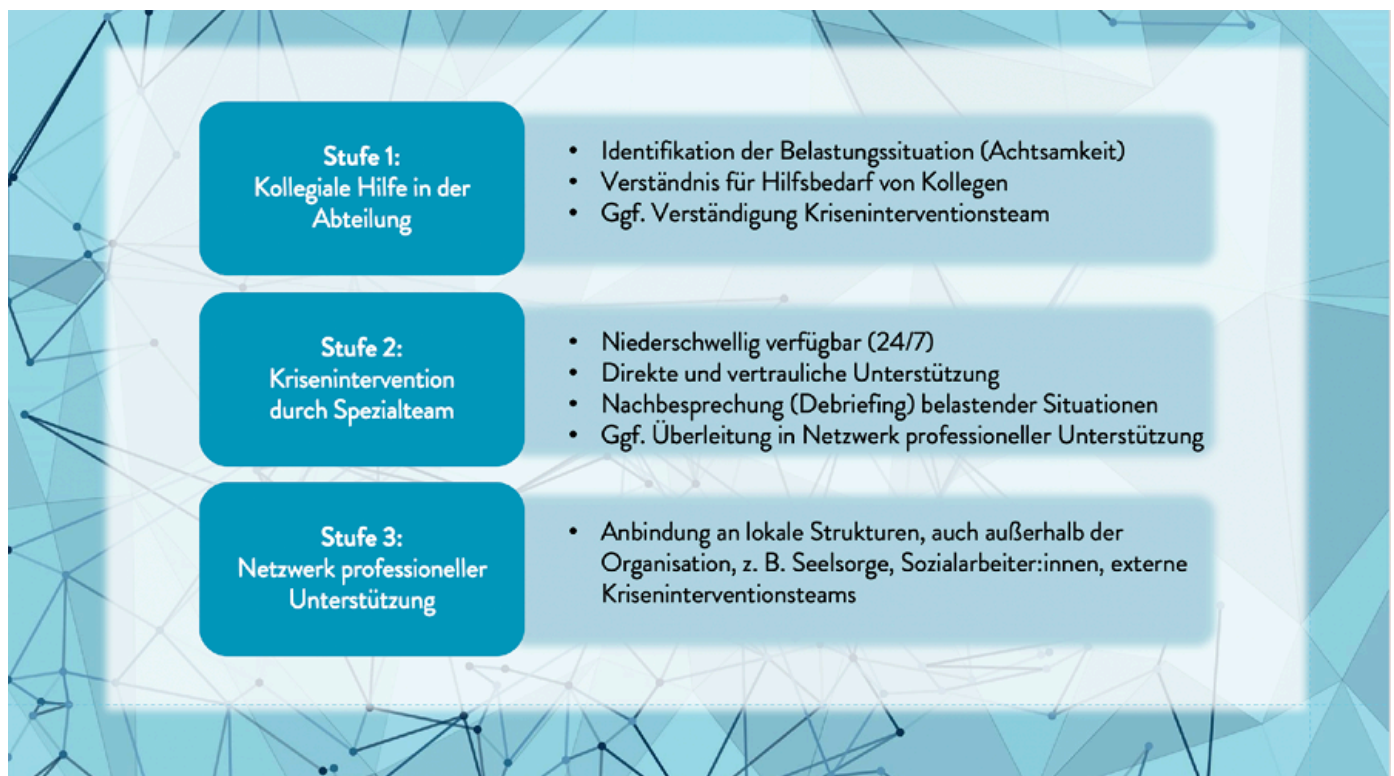 Stufe 1:
Kollegiale Hilfe in der
Abteilung
• Identifikation der Belastungssituation (Achtsamkeit)
• Verständnis für Hilfsbedarf von Kollegen
• Ggf. Verständigung Kriseninterventionsteam
Stufe 2:
Krisenintervention
durch Spezialteam
• Niederschwellig verfügbar (24/7)
• Direkte und vertrauliche Unterstützung
• Nachbesprechung (Debriefing) belastender Situationen
• Ggf. Überleitung in Netzwerk professioneller Unterstützung
Stufe 3:
Netzwerk professioneller
Unterstützung
• Anbindung an lokale Strukturen, auch außerhalb der
Organisation, z. B. Seelsorge, Sozialarbeiter:innen, externe
Kriseninterventionsteams